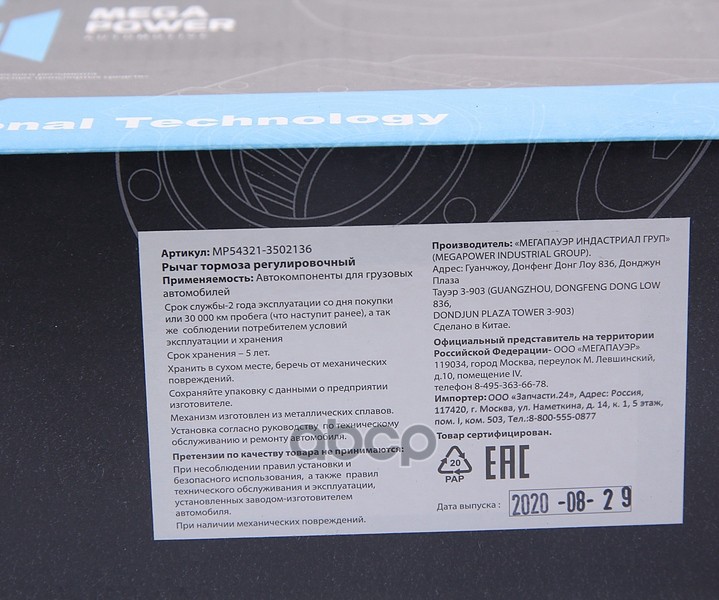 MEGA
POWER
AUTOMOTIVE
onal Technology
Артикул: MP54321-3502136
Рычаг тормоза регулировочный
Применяемость: Автокомпоненты для грузовых
автомобилей
Срок службы-2 года эксплуатации со дня покупки
или 30 000 км пробега (что наступит ранее), а так
же соблюдении потребителем условий
эксплуатации и хранения
Срок хранения – 5 лет.
Хранить в сухом месте, беречь от механических
повреждений.
Сохраняйте упаковку с данными о предприятии
изготовителе.
Механизм изготовлен из металлических сплавов.
Установка согласно руководству по техническому
обслуживанию и ремонту автомобиля.
Претензии по качеству товара не принимаются:
При несоблюдении правил установки и
безопасного использования, а также правил
технического обслуживания и эксплуатации,
установленных заводом-изготовителем
автомобиля.
При наличии механических повреждений.
Производитель: «МЕГАПАУЭР ИНДАСТРИАЛ ГРУП»
(MEGAPOWER INDUSTRIAL GROUP).
Адрес: Гуанчжоу, Донфенг Донг Лоу 836, Донджун
Плаза
Тауэр 3-903 (GUANGZHOU, DONGFENG DONG LOW
836,
DONDJUN PLAZA TOWER 3-903)
Сделано в Китае.
Официальный представитель на территории
Российской Федерации- ООО «МЕГАПАУЭР»
119034, город Москва, переулок М. Левшинский,
д.10, помещение IV.
телефон 8-495-363-66-78.
Импортер: ООО «Запчасти.24», Адрес: Россия,
117420, г. Москва, ул. Наметкина, д. 14, к. 1, 5 этаж,
пом. I, ком. 503, Тел.:8-800-555-0877
Товар сертифицирован.
20
PAP
EAC
Дата выпуска : 2020 -08- 2 9
abcp